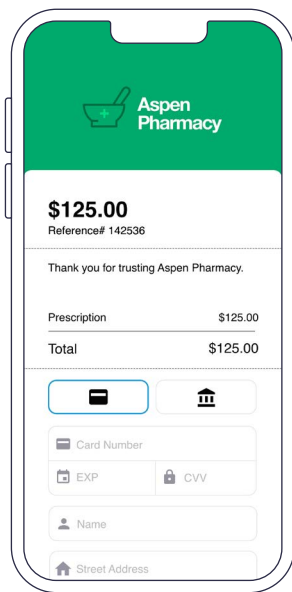 Aspen
Pharmacy
$125.00
Reference# 142536
Thank you for trusting Aspen Pharmacy.
Prescription $125.00
Total $125.00
Card Number
EXP CVV
Name
Street Address